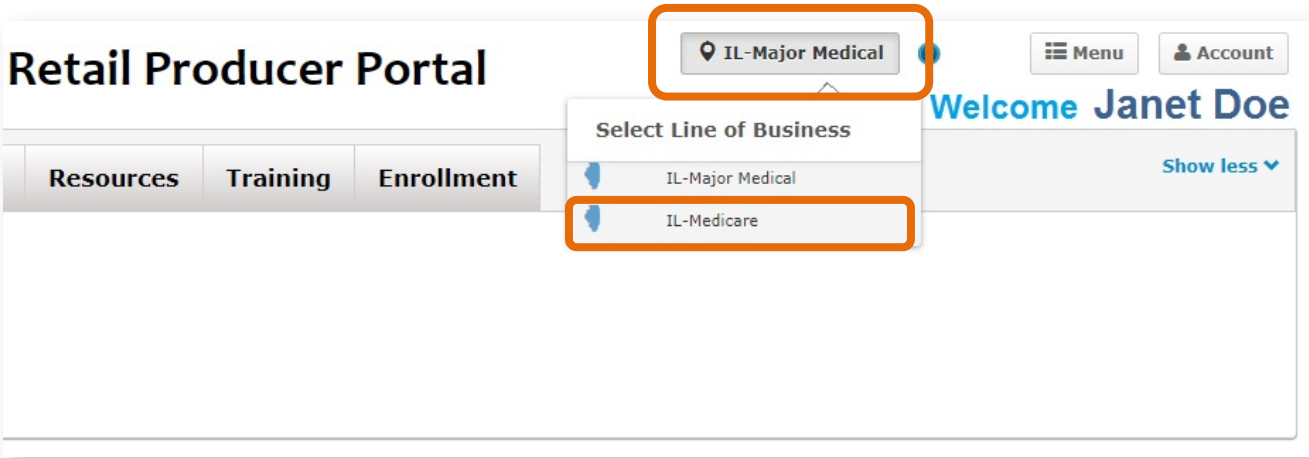 Retail Producer Portal
IL-Major Medical
Menu
Account
Welcome Janet Doe
Select Line of Business
Resources
Training
Enrollment
IL-Major Medical
Show less
IL-Medicare